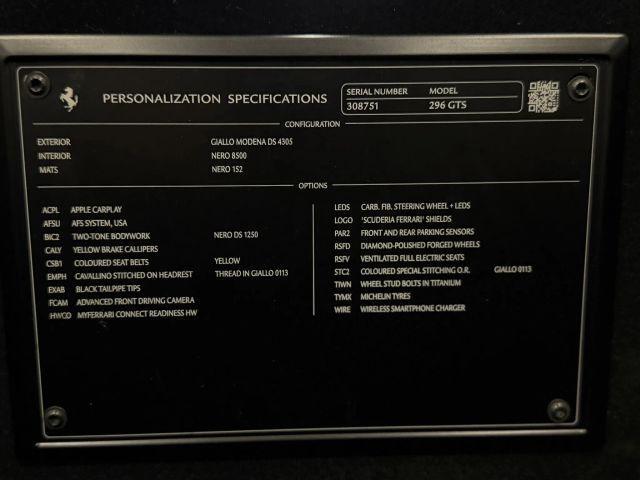 PERSONALIZATION SPECIFICATIONS
SERIAL NUMBER MODEL
308751 296 GTS
CONFIGURATION
EXTERIOR GIALLO MODENA DS 4305
INTERIOR NERO 8500
MATS NERO 152
OPTIONS
ACPL APPLE CARPLAY
AFSU AFS SYSTEM, USA
BIC2 TWO-TONE BODYWORK NERO DS 1250
CALY YELLOW BRAKE CALLIPERS
CSB1 COLOURED SEAT BELTS YELLOW
EMPH CAVALLINO STITCHED ON HEADREST THREAD IN GIALLO 0113
EXAB BLACK TAILPIPE TIPS
FCAM ADVANCED FRONT DRIVING CAMERA
HWCO MYFERRARI CONNECT READINESS HW
LEDS CARB. FIB. STEERING WHEEL + LEDS
LOGO 'SCUDERIA FERRARI' SHIELDS
PAR2 FRONT AND REAR PARKING SENSORS
RSFD DIAMOND-POLISHED FORGED WHEELS
RSFV VENTILATED FULL ELECTRIC SEATS
STC2 COLOURED SPECIAL STITCHING O.R. GIALLO 0113
TIWN WHEEL STUD BOLTS IN TITANIUM
TYMX MICHELIN TYRES
WIRE WIRELESS SMARTPHONE CHARGER